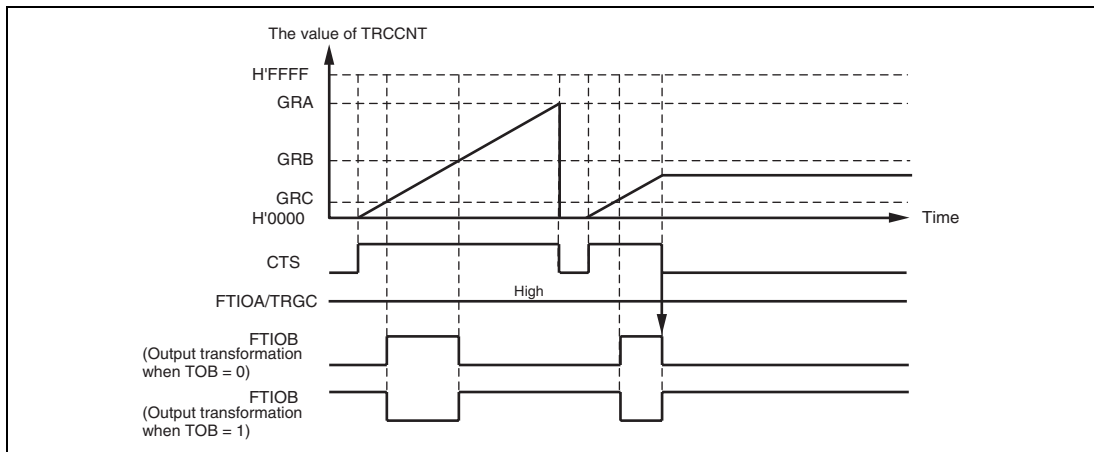 The value of TRCCNT
H'FFFF
GRA
GRB
GRC
H'0000
Time
CTS
High
FTIOA/TRGC
FTIOB
(Output transformation
when TOB = 0)
FTIOB
(Output transformation
when TOB = 1)